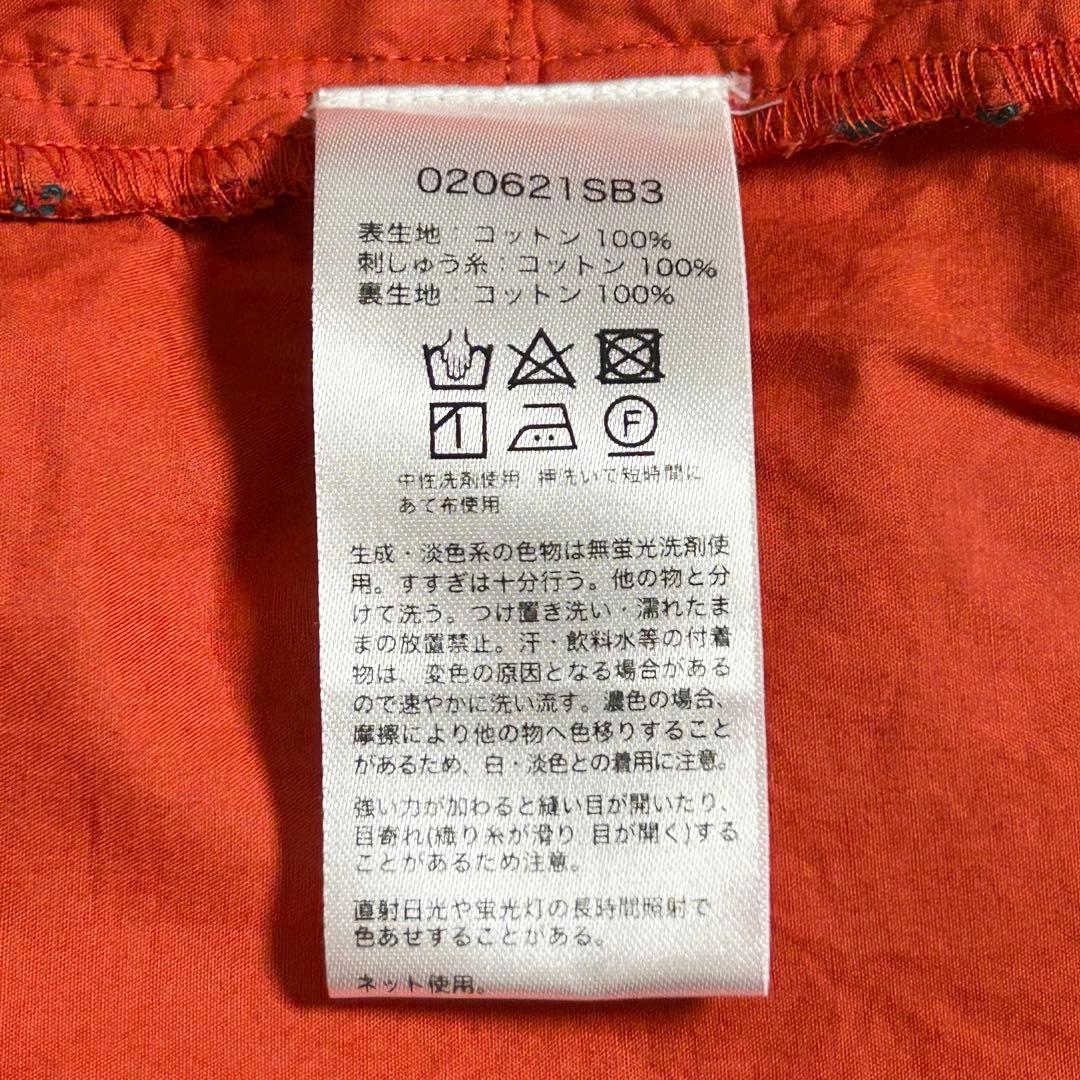 020621SB3
表生地：コットン 100%
刺しゅう糸：コットン 100%
裏生地：コットン 100%
F
中性洗剤使用 押洗いで短時間に
あて布使用
生成・淡色系の色物は無蛍光洗剤使
用。すすぎは十分行う。他の物と分
けて洗う。つけ置き洗い・濡れたま
まの放置禁止。汗・飲料水等の付着
物は、変色の原因となる場合がある
ので速やかに洗い流す。濃色の場合、
摩擦により他の物へ色移りすること
があるため、白・淡色との着用に注意。
強い力が加わると縫い目が開いたり、
目寄れ(織り糸が滑り 目が開く)する
ことがあるため注意。
直射日光や蛍光灯の長時間照射で
色あせすることがある。
ネット使用。